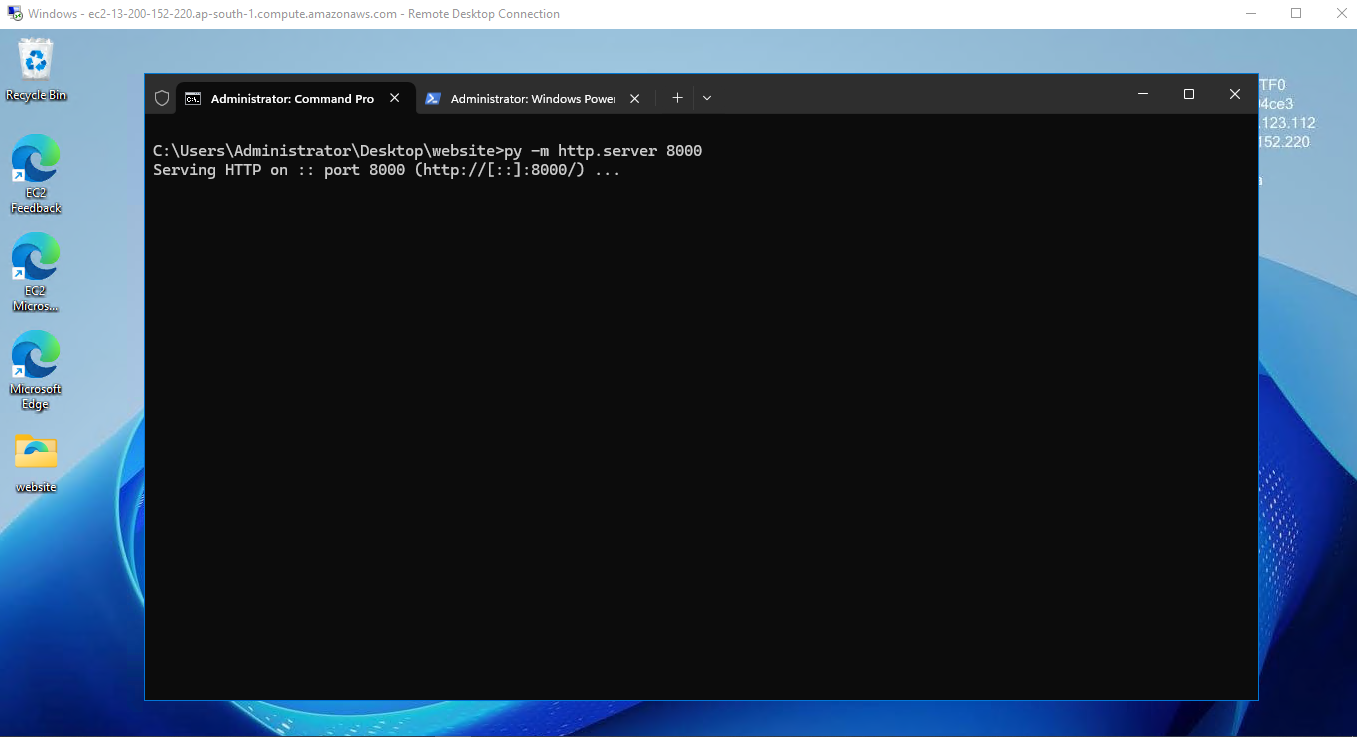 Windows - ec2-13-200-152-220.ap-south-1.compute.amazonaws.com - Remote Desktop Connection
Recycle Bin
EC2
Feedback
EC2
Micros...
Microsoft
Edge
website
Administrator: Command Pro
Administrator: Windows Power
C:\Users\Administrator\Desktop\website>py -m http.server 8000
Serving HTTP on :: port 8000 (http://[::]:8000/) ...
TF0
4ce3
.123.112
152.220
a